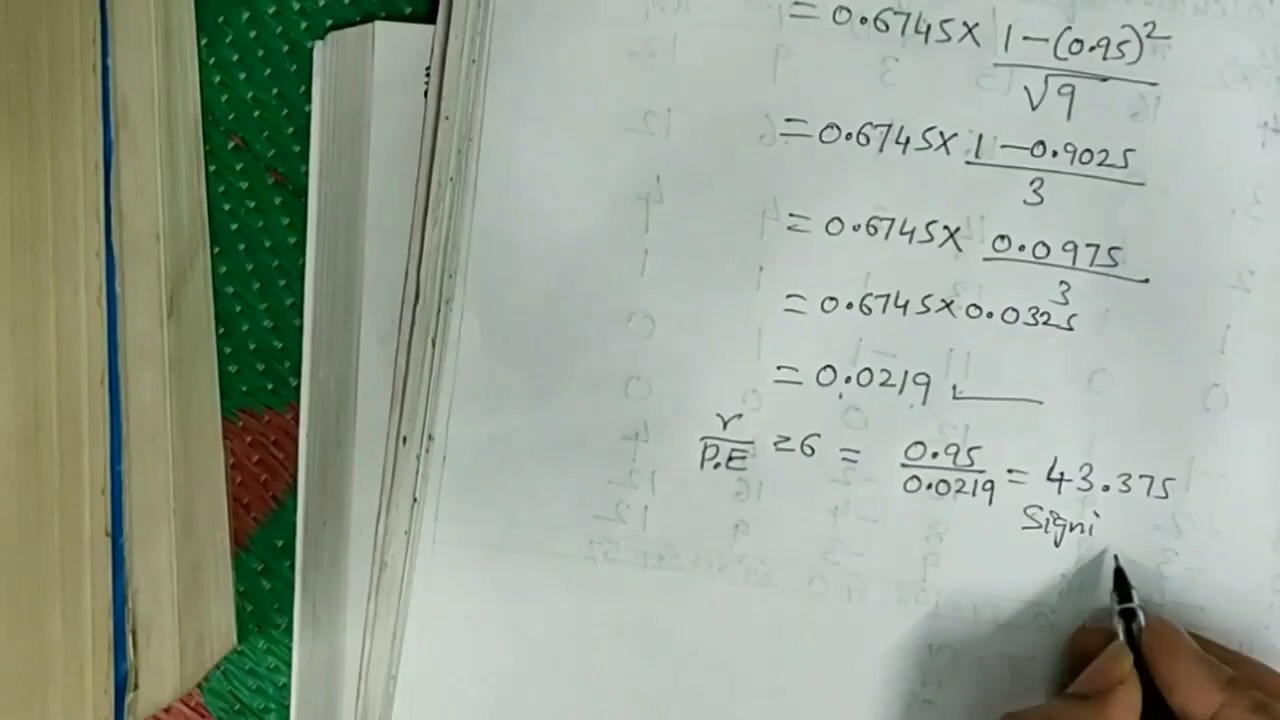 = 0.6745× 1-(0.95)² / √9
= 0.6745× 1-0.9025 / 3
= 0.6745× 0.0975 / 3
= 0.6745×0.0325
= 0.0219
r / P.E ≥6 = 0.95 / 0.0219 = 43.375
Signi